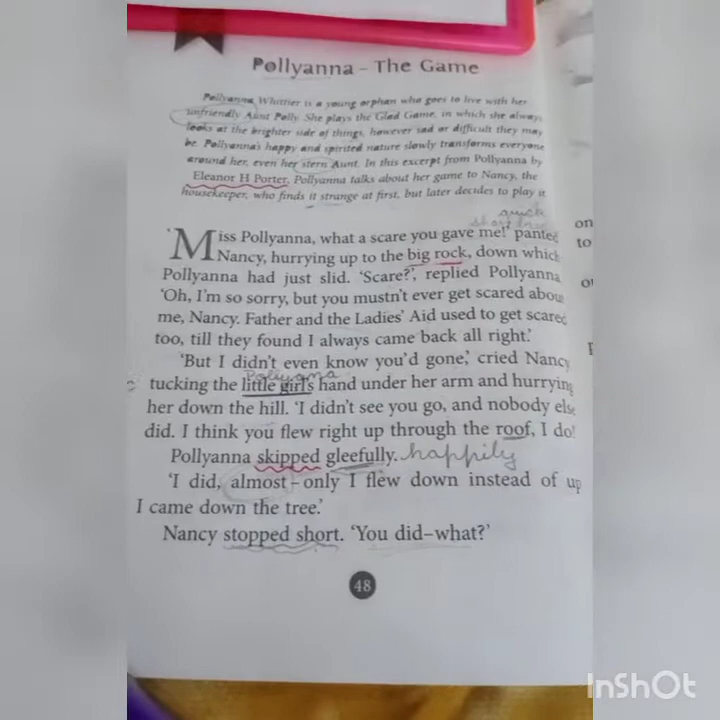 Pollyanna – The Game
Pollyanna Whittier is a young orphan who goes to live with her
unfriendly Aunt Polly. She plays the Glad Game, in which she always
looks at the brighter side of things, however sad or difficult they may
be. Pollyanna's happy and spirited nature slowly transforms everyone
around her, even her stern Aunt. In this excerpt from Pollyanna by
Eleanor H Porter, Pollyanna talks about her game to Nancy, the
housekeeper, who finds it strange at first, but later decides to play it
quick
short
on
'Miss Pollyanna, what a scare you gave me!' panted
to
Nancy, hurrying up to the big rock, down which
Pollyanna had just slid. 'Scare?', replied Pollyanna
'Oh, I'm so sorry, but you mustn't ever get scared abou
me, Nancy. Father and the Ladies' Aid used to get scared
too, till they found I always came back all right.'
'But I didn't even know you'd gone,' cried Nancy
Pollyana
tucking the little girl's hand under her arm and hurrying
her down the hill. 'I didn't see you go, and nobody else
did. I think you flew right up through the roof, I do!
Pollyanna skipped gleefully. happily
'I did, almost – only I flew down instead of up
I came down the tree.'
Nancy stopped short. 'You did–what?'
48
InShOt